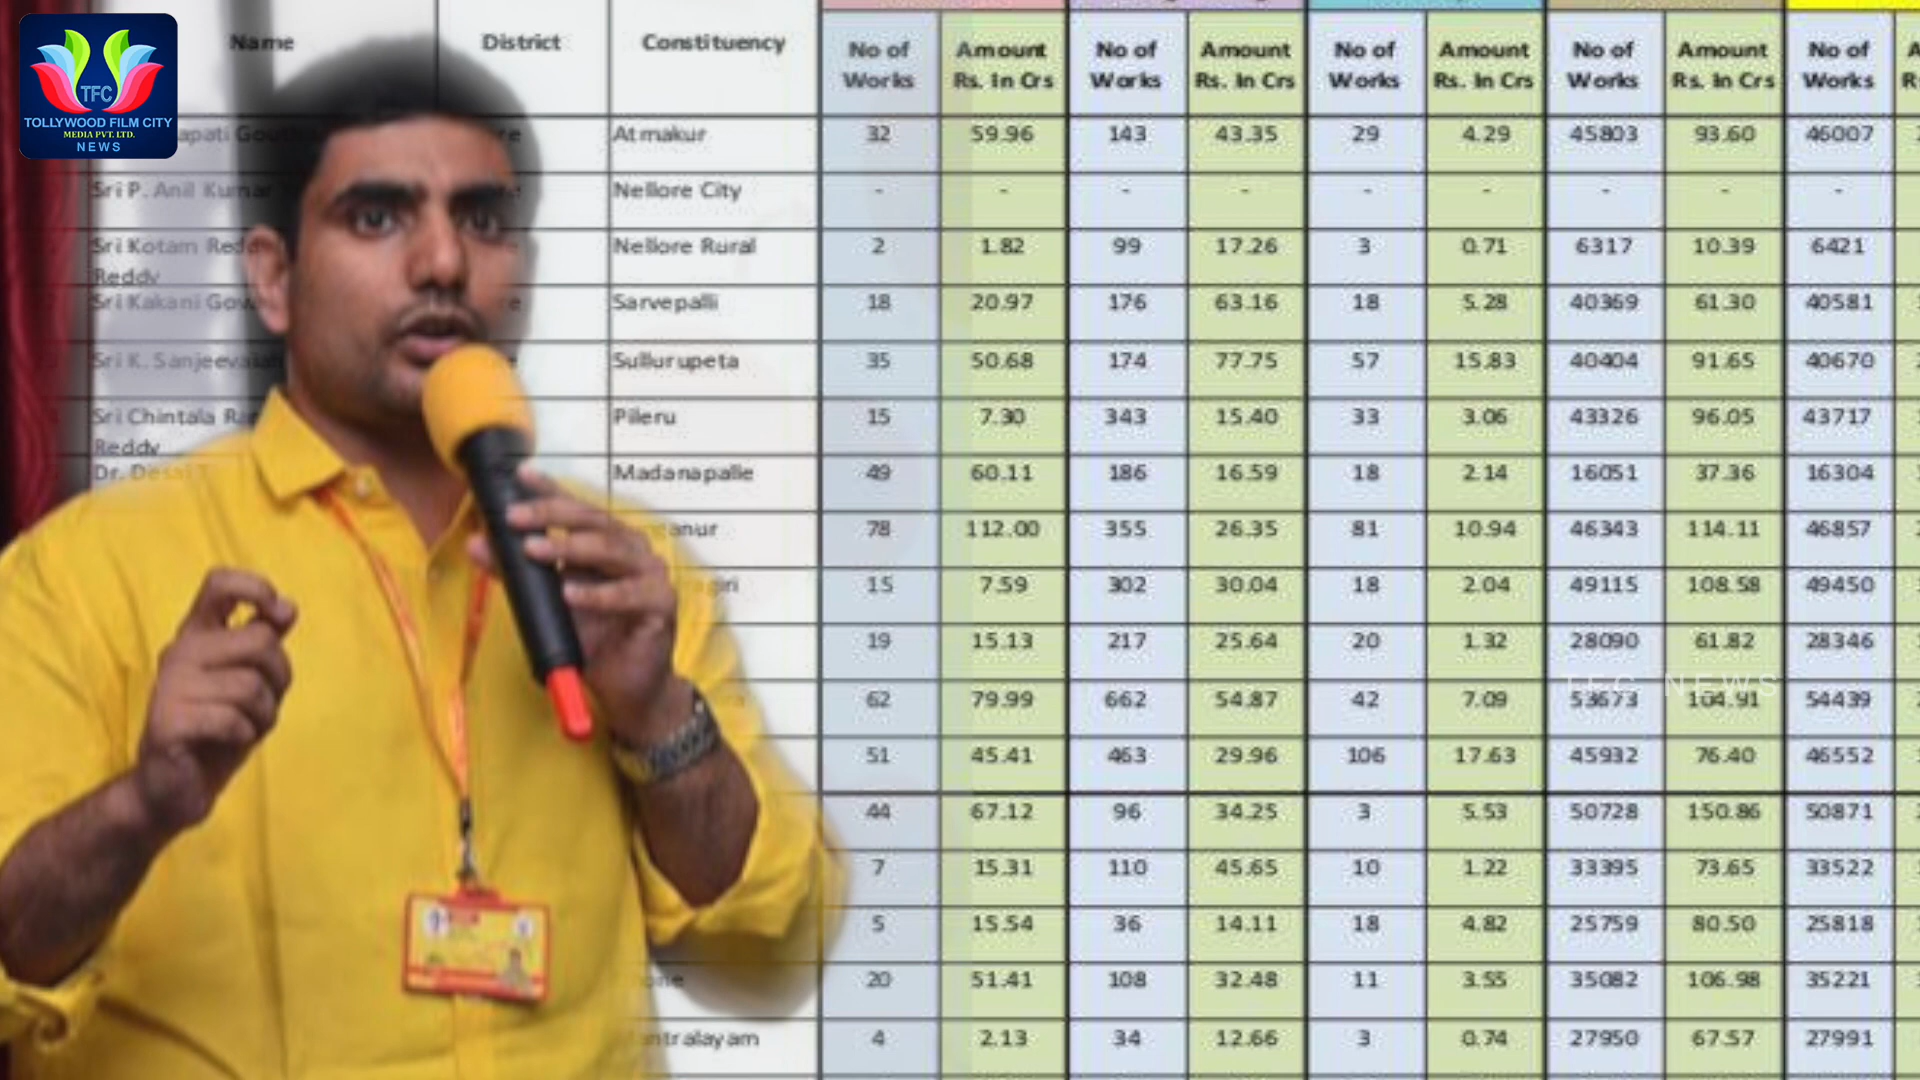 TFC
TOLLYWOOD FILM CITY
MEDIA PVT. LTD.
NEWS
Name District Constituency No of Works Amount Rs. In Crs No of Works Amount Rs. In Crs No of Works Amount Rs. In Crs No of Works Amount Rs. In Crs No of Works
Atmakur 32 59.96 143 43.35 29 4.29 45803 93.60 46007
Sri P. Anil Kumar Nellore City - - - - - - - - -
Sri Kotam Reddy Nellore Rural 2 1.82 99 17.26 3 0.71 6317 10.39 6421
Reddy
Sri Kakani Sarvepalli 18 20.97 176 63.16 18 5.28 40369 61.30 40581
Sri K. Sullurupeta 35 50.68 174 77.75 57 15.83 40404 91.65 40670
Sri Chintala Pileru 15 7.30 343 15.40 33 3.06 43326 96.05 43717
Reddy
Dr. Desai Madanapalle 49 60.11 186 16.59 18 2.14 16051 37.36 16304
78 112.00 355 26.35 81 10.94 46343 114.11 46857
15 7.59 302 30.04 18 2.04 49115 108.58 49450
19 15.13 217 25.64 20 1.32 28090 61.82 28346
TFC NEWS
62 79.99 662 54.87 42 7.09 53673 104.91 54439
51 45.41 463 29.96 106 17.63 45932 76.40 46552
44 67.12 96 34.25 3 5.53 50728 150.86 50871
7 15.31 110 45.65 10 1.22 33395 73.65 33522
5 15.54 36 14.11 18 4.82 25759 80.50 25818
20 51.41 108 32.48 11 3.55 35082 106.98 35221
4 2.13 34 12.66 3 0.74 27950 67.57 27991